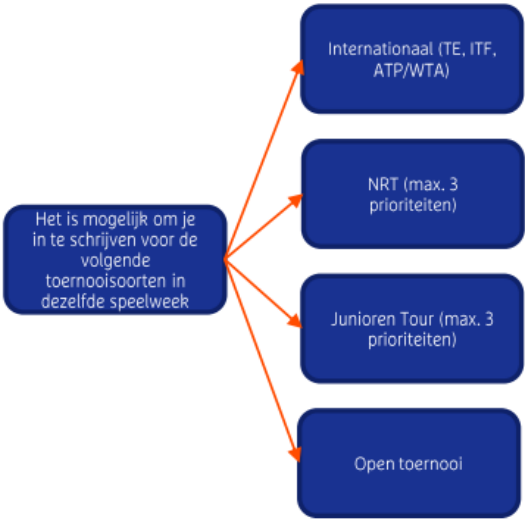 Internationaal (TE, ITF,
ATP/WTA)
NRT (max. 3
prioriteiten)
Het is mogelijk om je
in te schrijven voor de
volgende
toernooisoorten in
dezelfde speelweek
Junioren Tour (max. 3
prioriteiten)
Open toernooi